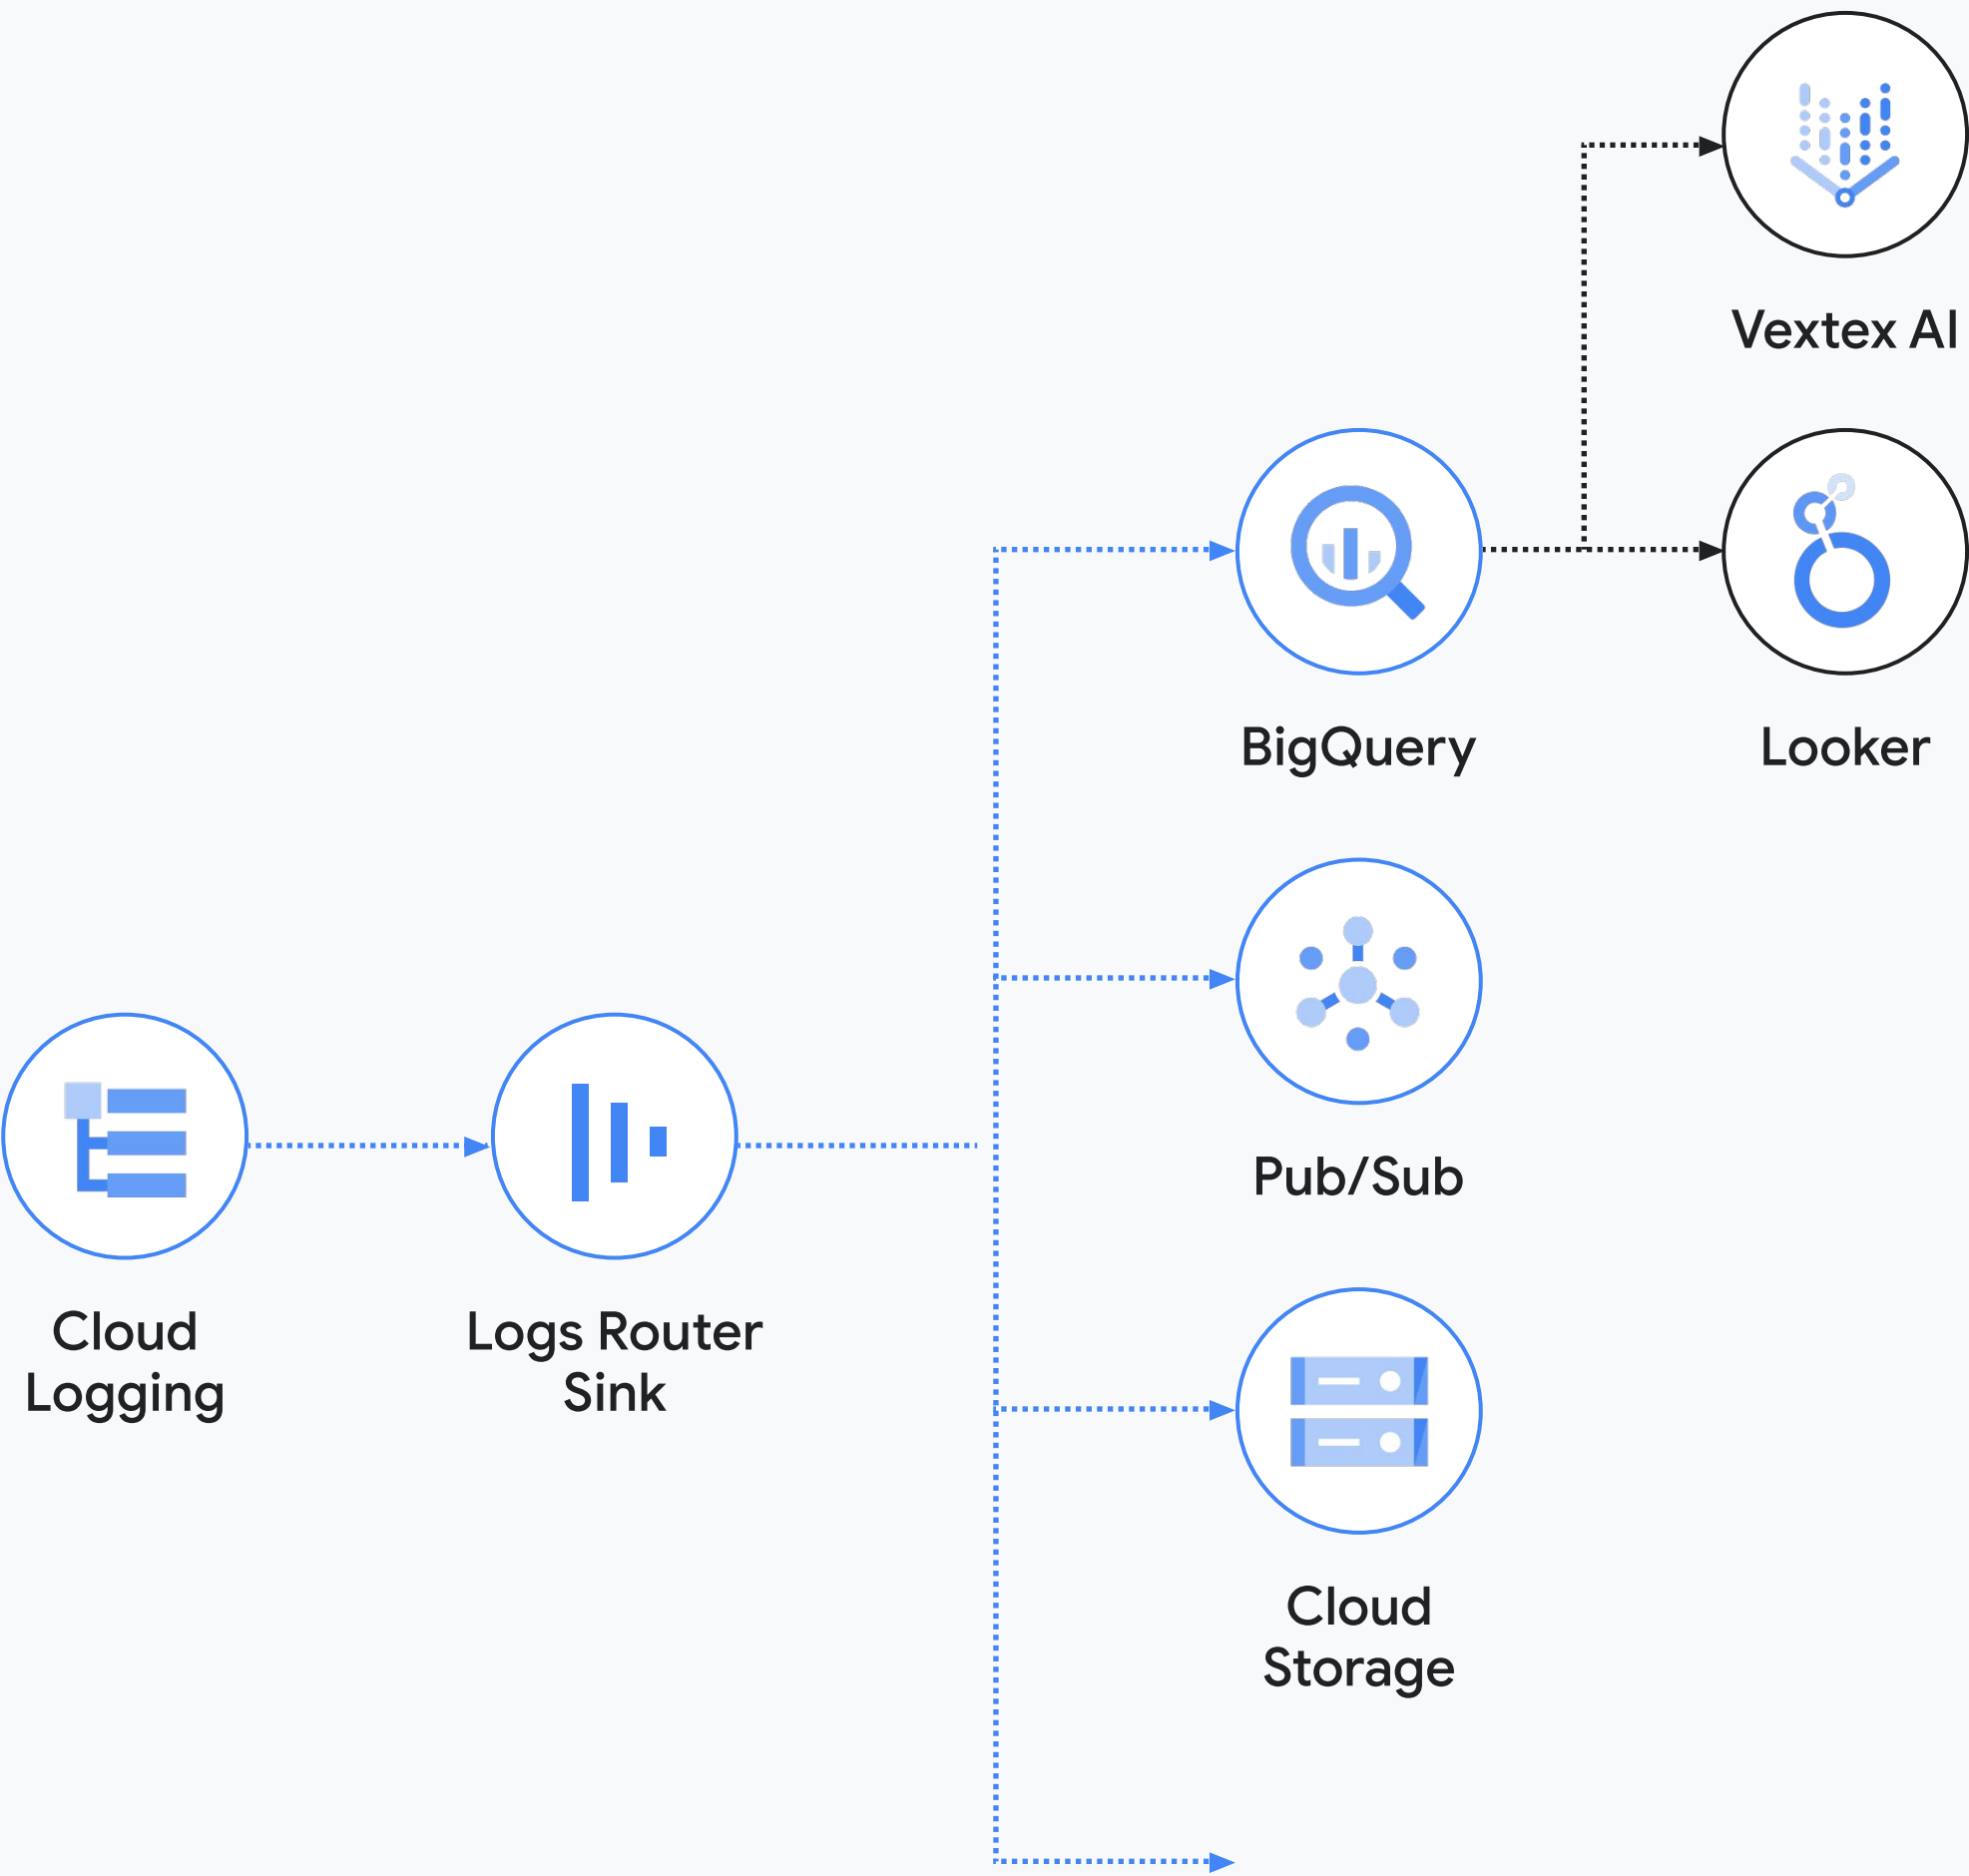 Vextex AI
BigQuery
Looker
Pub/Sub
Cloud
Logging
Logs Router
Sink
Cloud
Storage